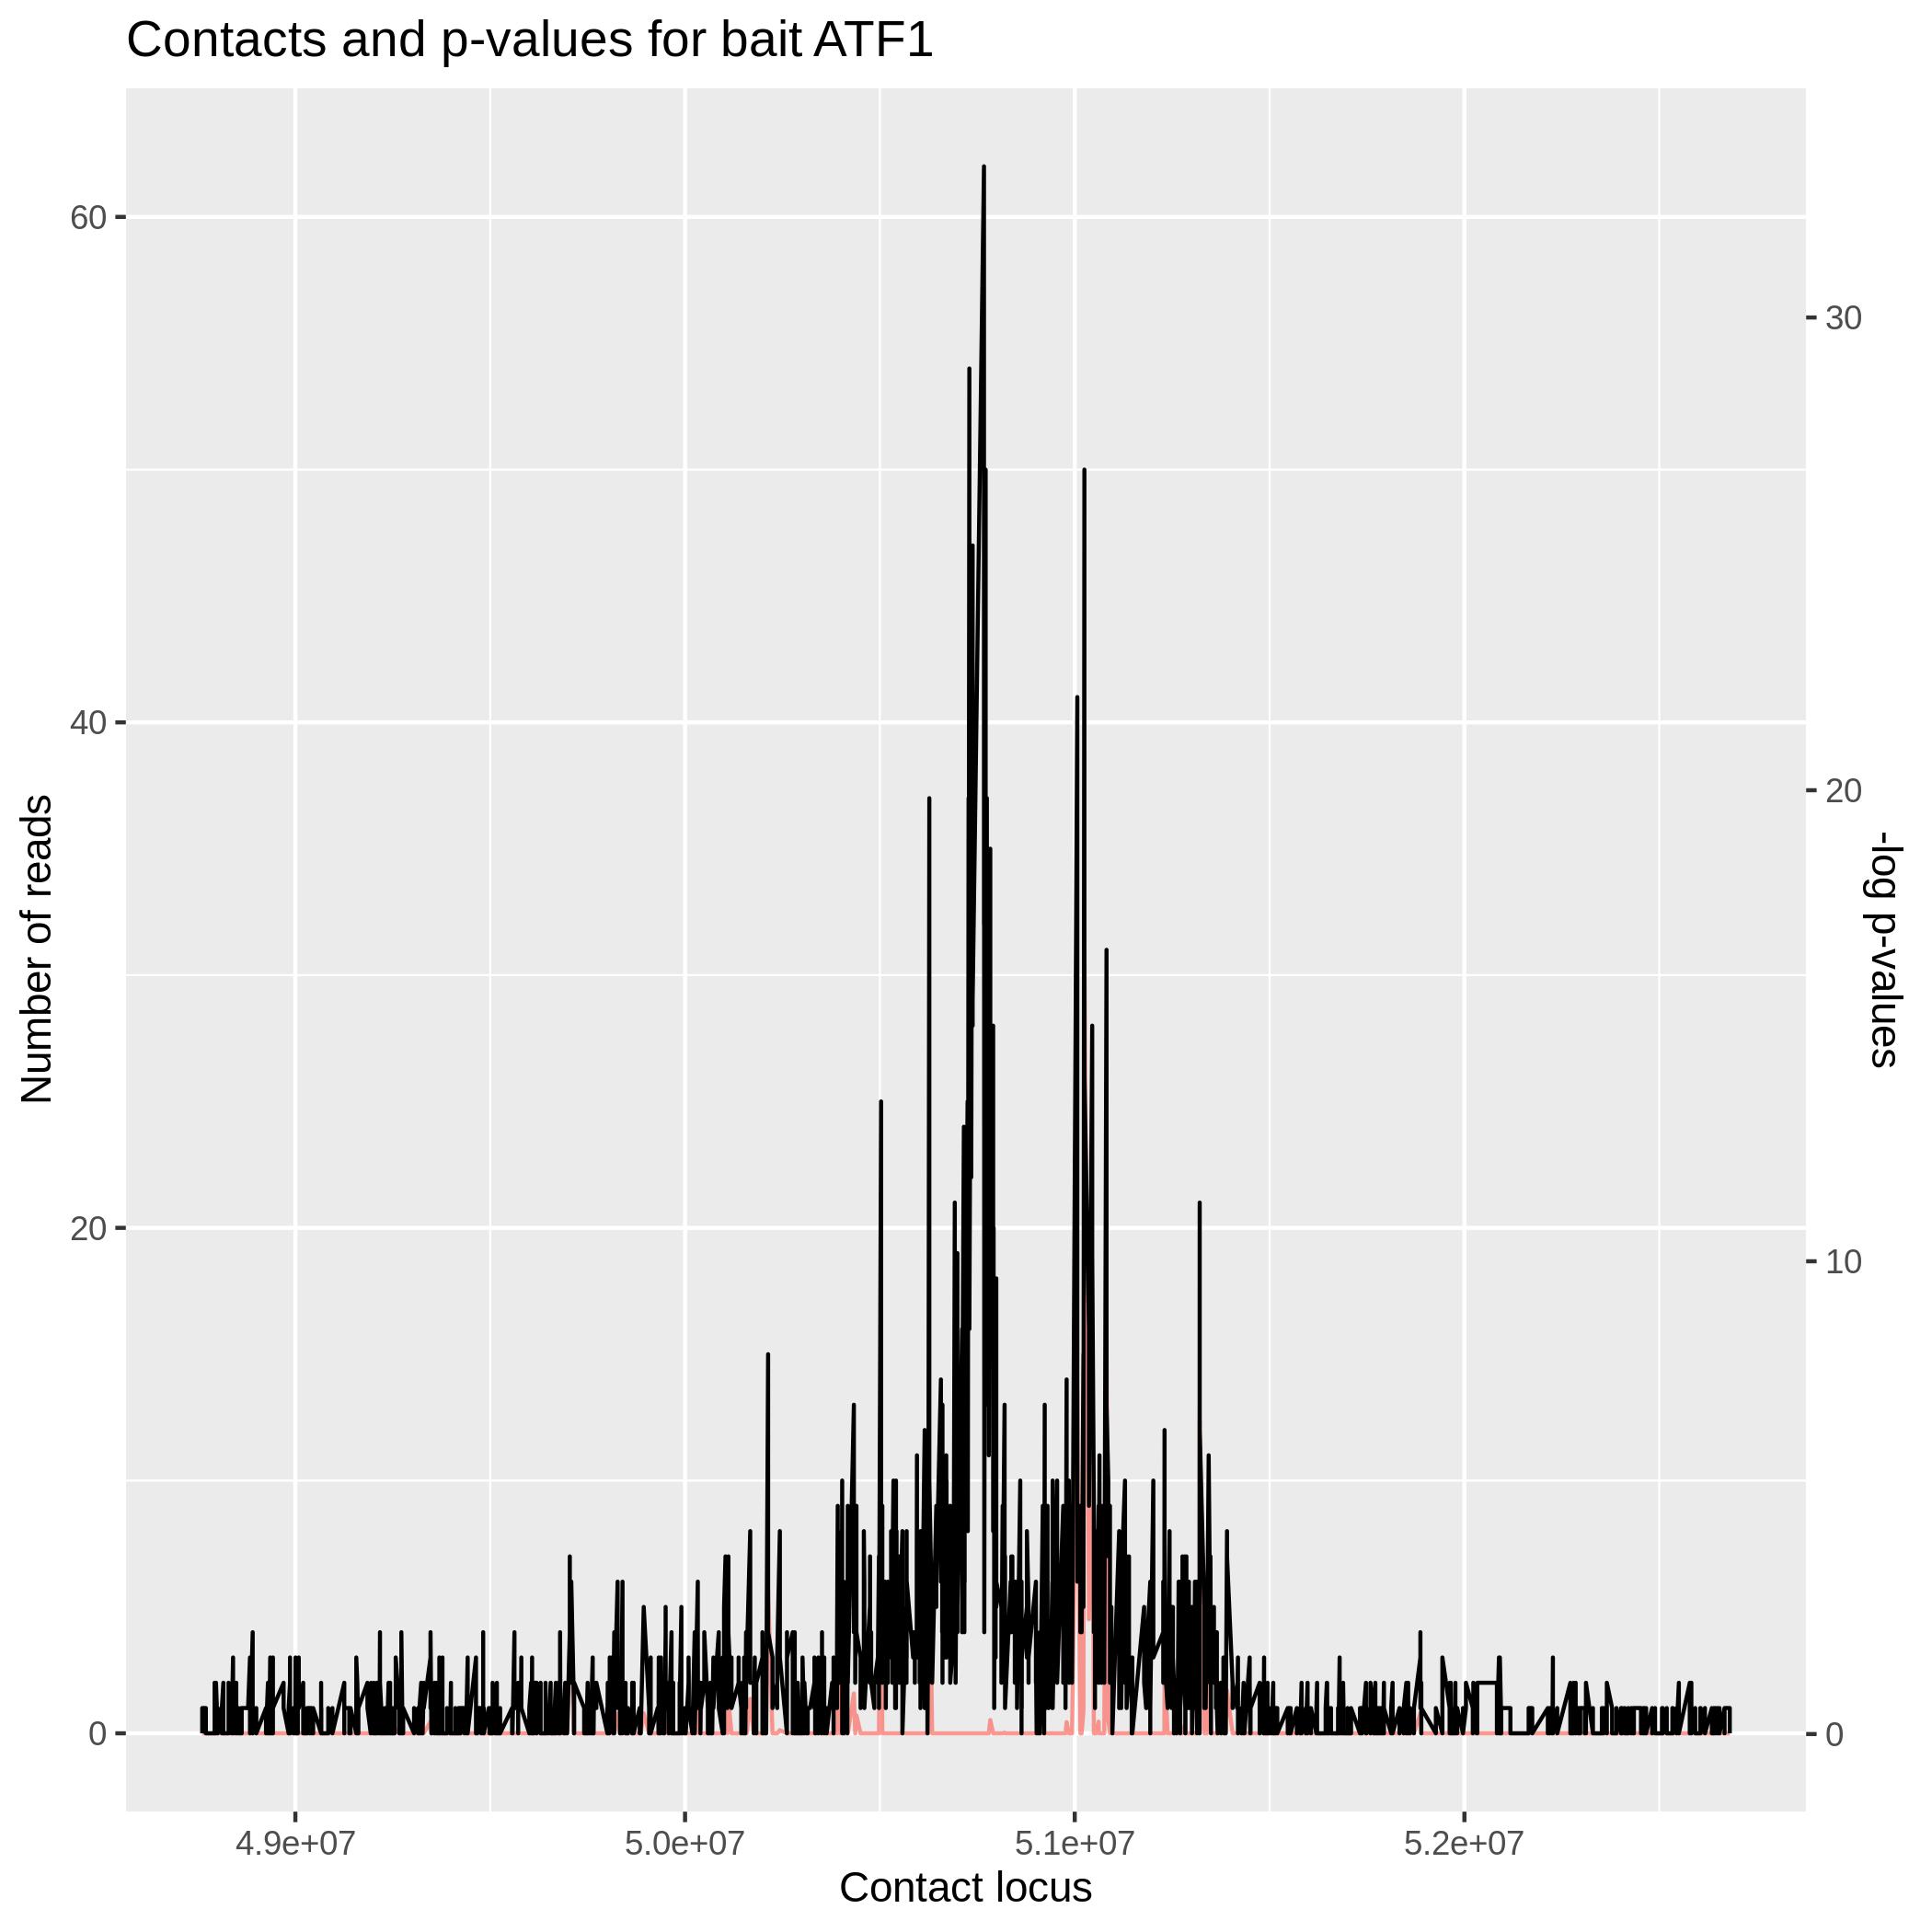 Contacts and p-values for bait ATF1
60
40
20
0
30
20
10
0
Number of reads
-log p-values
4.9e+07
5.0e+07
5.1e+07
5.2e+07
Contact locus